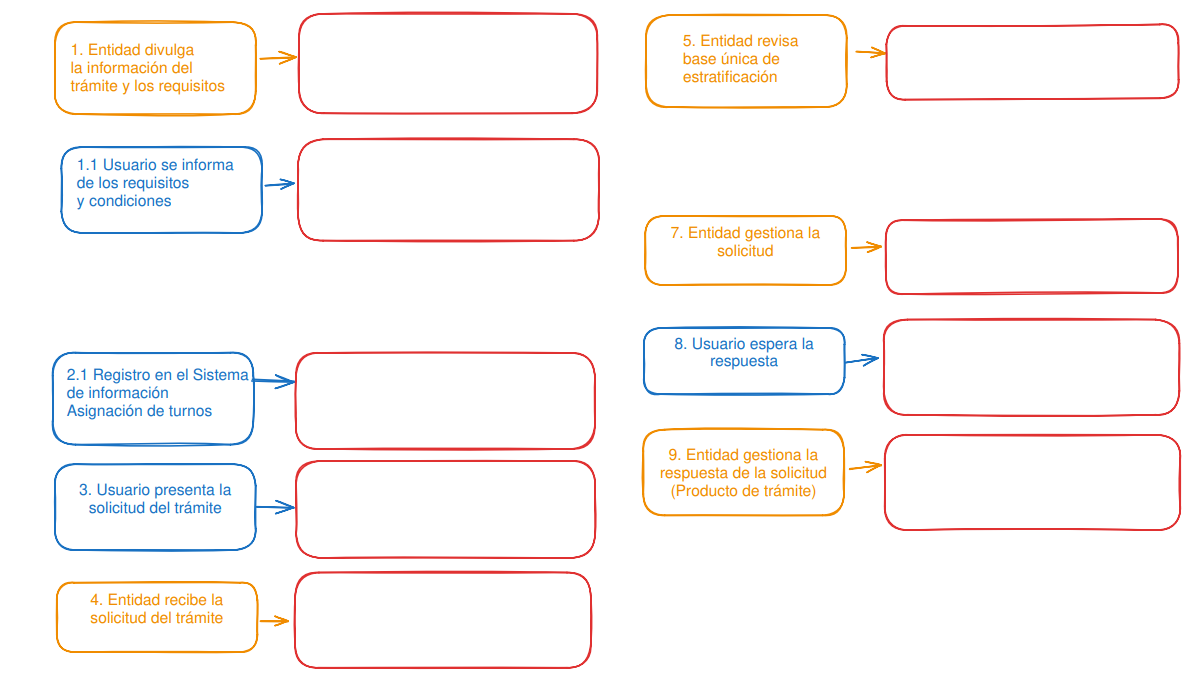 1. Entidad divulga
la información del
trámite y los requisitos
1.1 Usuario se informa
de los requisitos
y condiciones
2.1 Registro en el Sistema
de información
Asignación de turnos
3. Usuario presenta la
solicitud del trámite
4. Entidad recibe la
solicitud del trámite
5. Entidad revisa
base única de
estratificación
7. Entidad gestiona la
solicitud
8. Usuario espera la
respuesta
9. Entidad gestiona la
respuesta de la solicitud
(Producto de trámite)